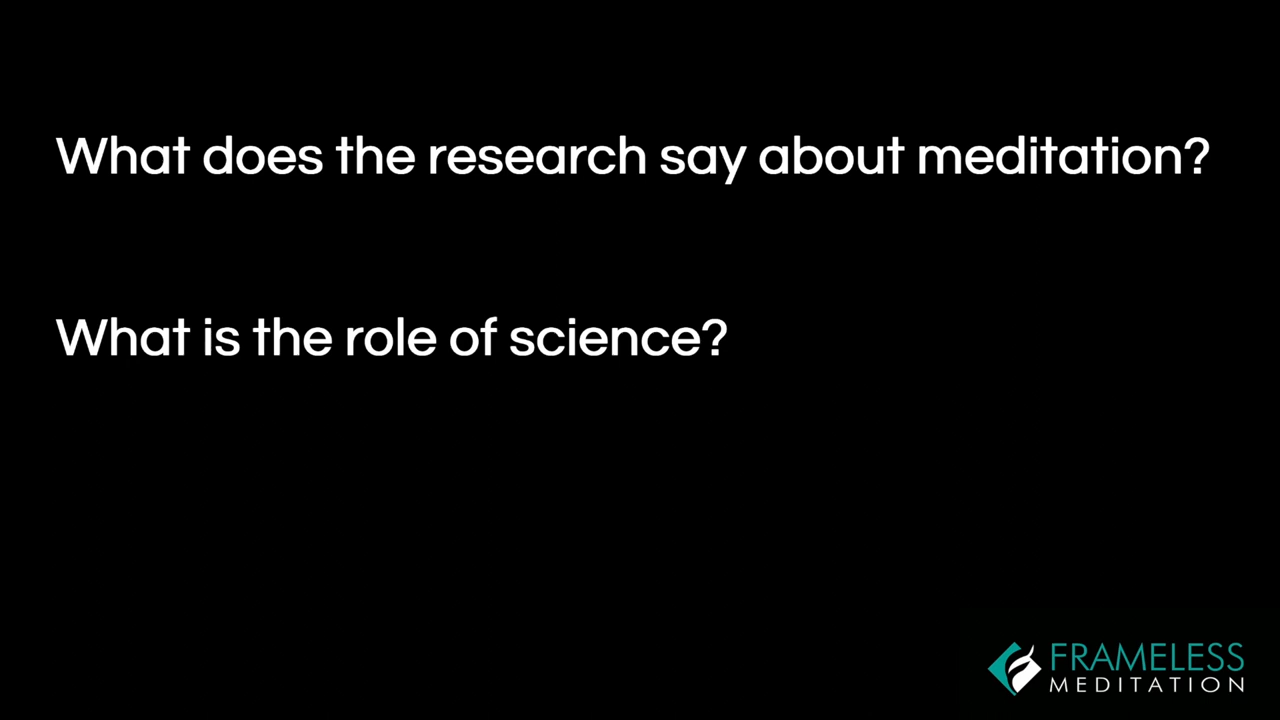 What does the research say about meditation?
What is the role of science?
FRAMELESS
MEDITATION